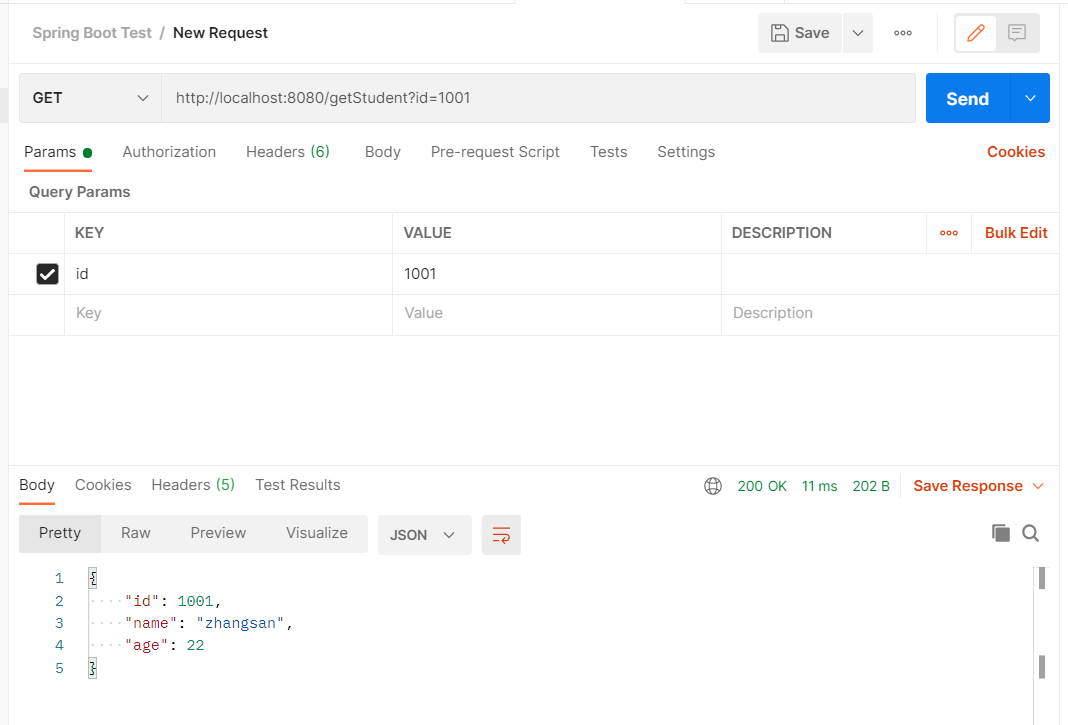 Spring Boot Test / New Request Save
GET http://localhost:8080/getStudent?id=1001 Send
Params Authorization Headers (6) Body Pre-request Script Tests Settings Cookies
Query Params
KEY VALUE DESCRIPTION Bulk Edit
id 1001
Key Value Description
Body Cookies Headers (5) Test Results 200 OK 11 ms 202 B Save Response
Pretty Raw Preview Visualize JSON
1 {
2 "id": 1001,
3 "name": "zhangsan",
4 "age": 22
5 }